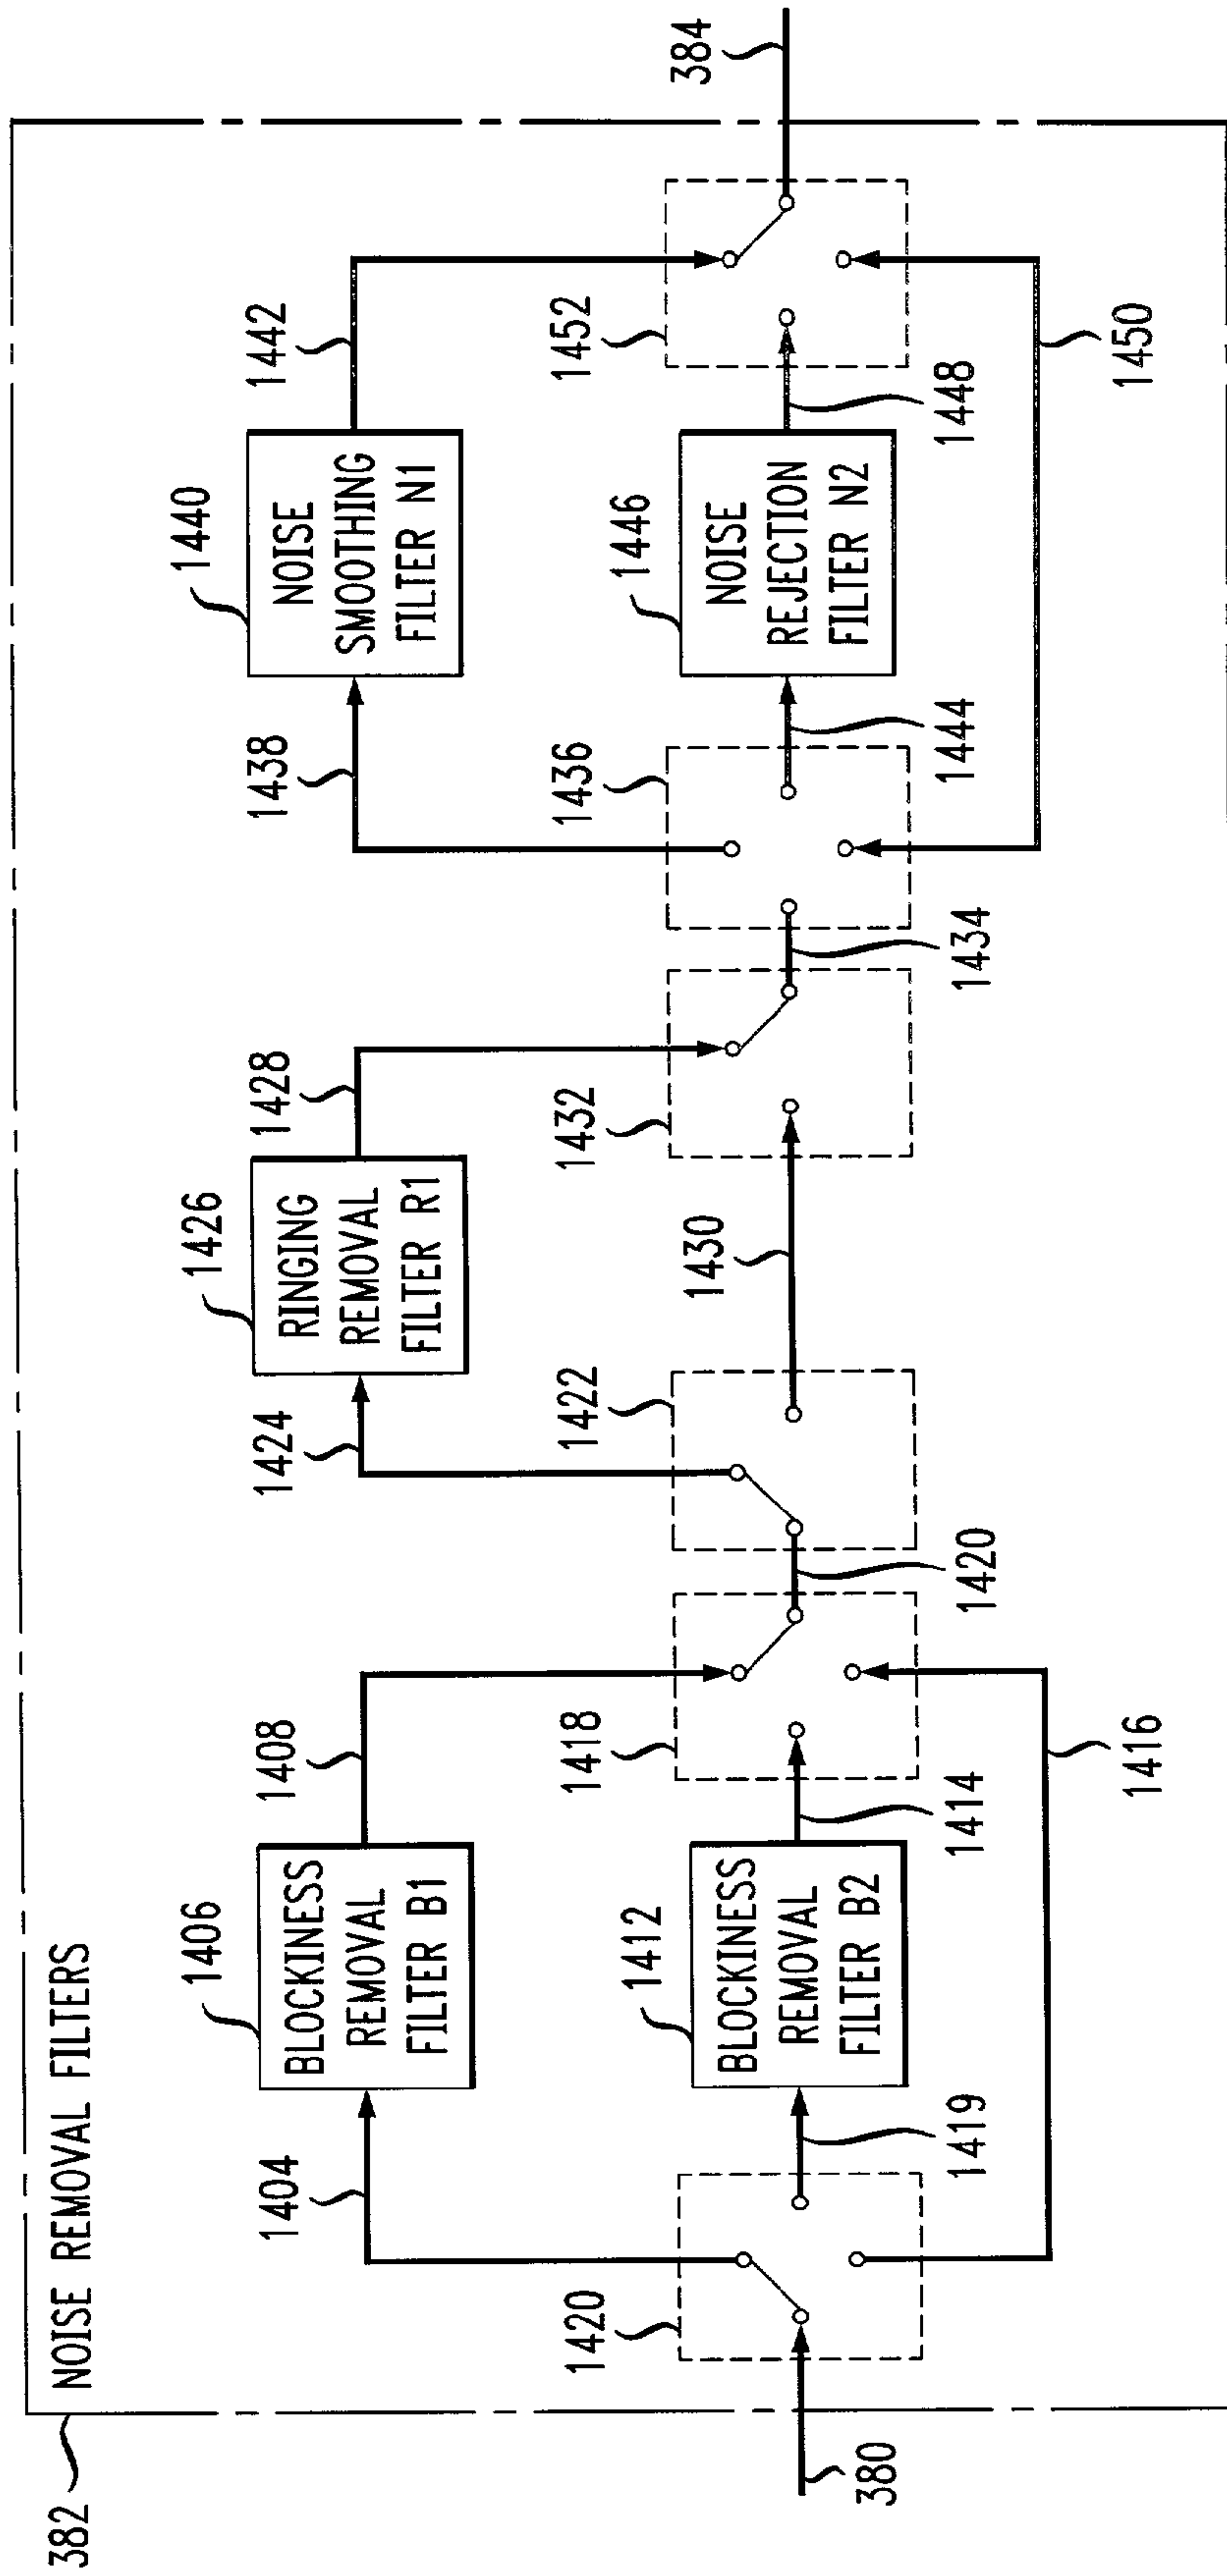 382
NOISE REMOVAL FILTERS
380
1420
1404
1406
BLOCKINESS
REMOVAL
FILTER B1
1408
1419
1412
BLOCKINESS
REMOVAL
FILTER B2
1414
1416
1418
1420
1422
1424
1426
RINGING
REMOVAL
FILTER R1
1428
1430
1432
1434
1436
1438
1440
NOISE
SMOOTHING
FILTER N1
1442
1444
1446
NOISE
REJECTION
FILTER N2
1448
1450
1452
384